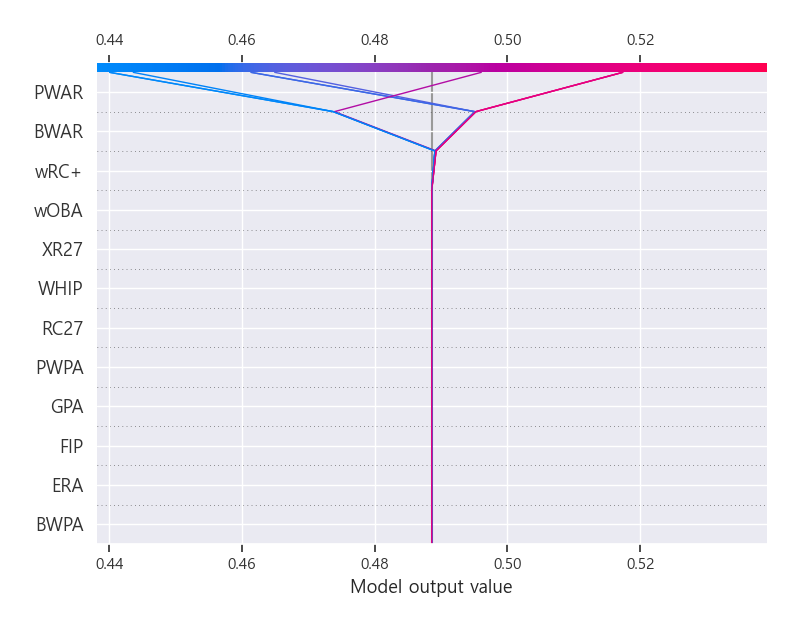 0.44 0.46 0.48 0.50 0.52
PWAR
BWAR
wRC+
wOBA
XR27
WHIP
RC27
PWPA
GPA
FIP
ERA
BWPA
0.44 0.46 0.48 0.50 0.52
Model output value